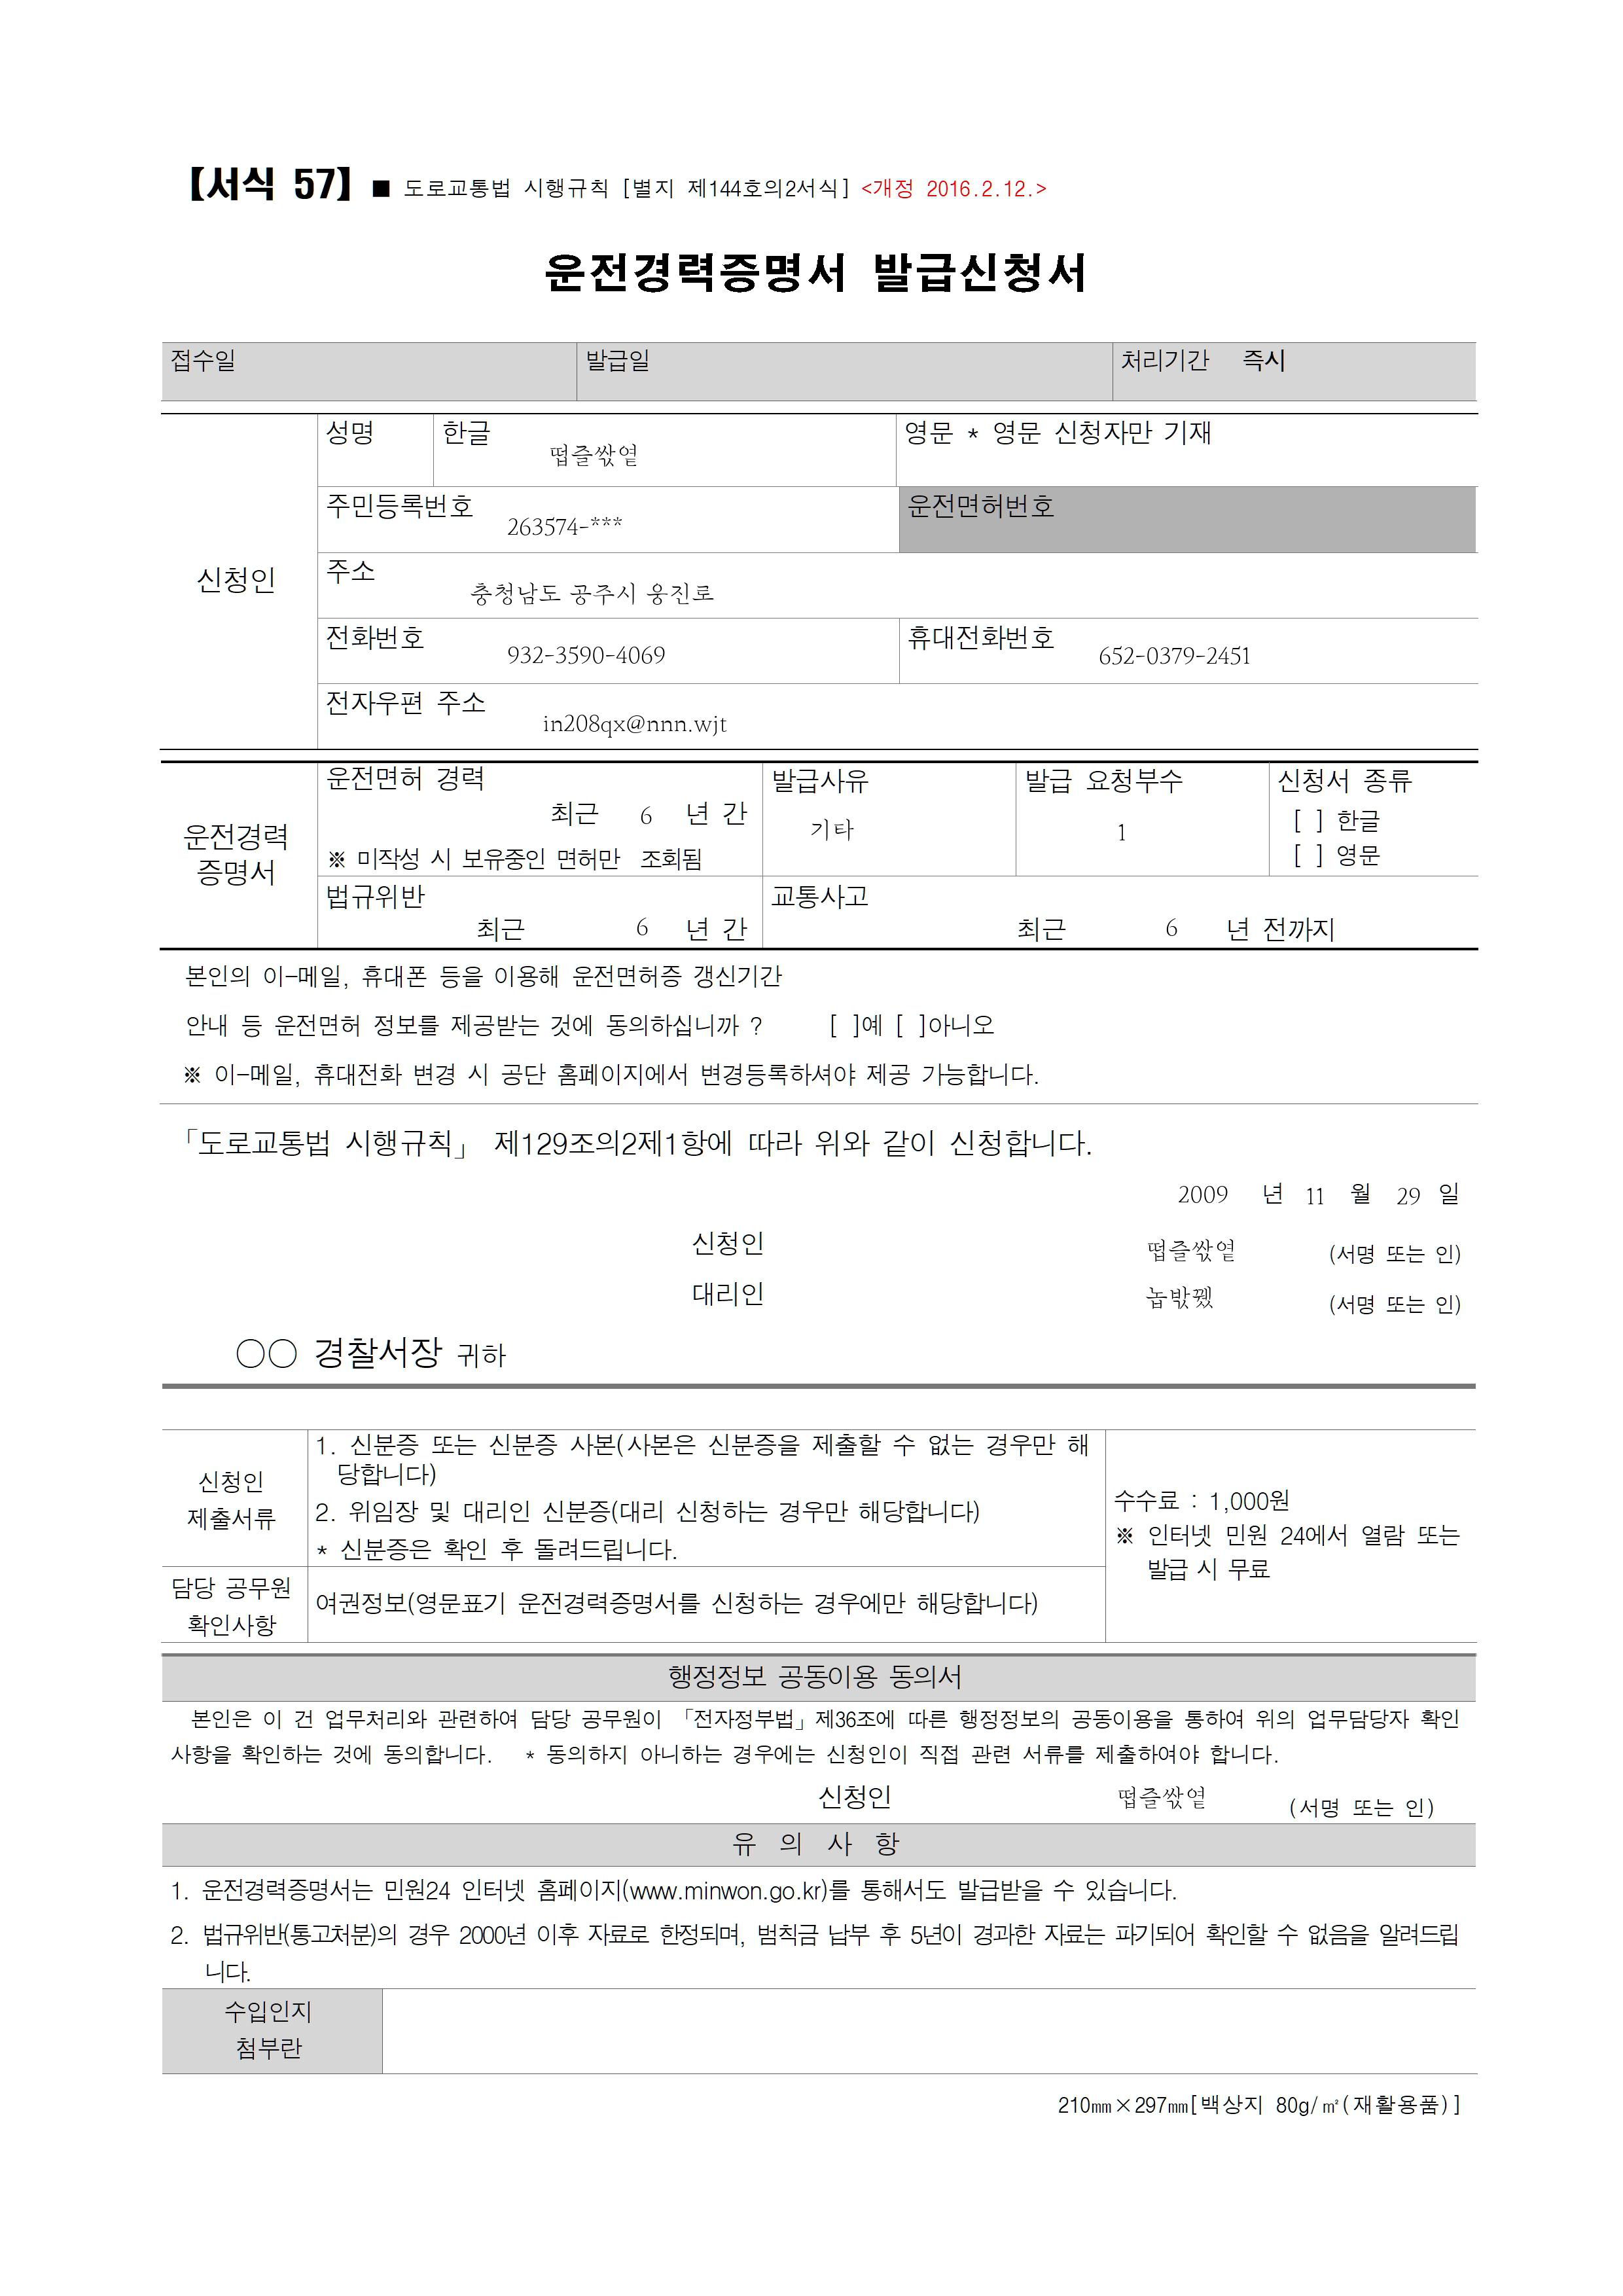 【서식 57】 ■ 도로교통법 시행규칙 [별지 제144호의2서식] <개정 2016.2.12.>
운전경력증명서 발급신청서
접수일 발급일 처리기간 즉시
성명 한글 영문 * 영문 신청자만 기재
떱즐쌌옆
주민등록번호 운전면허번호
263574-***
신청인
주소
충청남도 공주시 웅진로
전화번호 휴대전화번호
932-3590-4069 652-0379-2451
전자우편 주소
in208qx@nnn.wjt
운전경력
증명서
운전면허 경력 발급사유 발급 요청부수 신청서 종류
최근 6 년 간 기타 1 [ ] 한글
※ 미작성 시 보유중인 면허만 조회됨 [ ] 영문
법규위반 교통사고
최근 6 년 간 최근 6 년 전까지
본인의 이-메일, 휴대폰 등을 이용해 운전면허증 갱신기간
안내 등 운전면허 정보를 제공받는 것에 동의하십니까 ? [ ]예 [ ]아니오
※ 이-메일, 휴대전화 변경 시 공단 홈페이지에서 변경등록하셔야 제공 가능합니다.
「도로교통법 시행규칙」 제129조의2제1항에 따라 위와 같이 신청합니다.
2009 년 11 월 29 일
신청인 떱즐쌌옆 (서명 또는 인)
대리인 놉밗꿼 (서명 또는 인)
○○ 경찰서장 귀하
신청인
제출서류
1. 신분증 또는 신분증 사본(사본은 신분증을 제출할 수 없는 경우만 해
당합니다)
2. 위임장 및 대리인 신분증(대리 신청하는 경우만 해당합니다)
* 신분증은 확인 후 돌려드립니다.
수수료 : 1,000원
※ 인터넷 민원 24에서 열람 또는
발급 시 무료
담당 공무원
확인사항
여권정보(영문표기 운전경력증명서를 신청하는 경우에만 해당합니다)
행정정보 공동이용 동의서
본인은 이 건 업무처리와 관련하여 담당 공무원이 「전자정부법」제36조에 따른 행정정보의 공동이용을 통하여 위의 업무담당자 확인
사항을 확인하는 것에 동의합니다. * 동의하지 아니하는 경우에는 신청인이 직접 관련 서류를 제출하여야 합니다.
신청인 떱즐쌌옆 (서명 또는 인)
유 의 사 항
1. 운전경력증명서는 민원24 인터넷 홈페이지(www.minwon.go.kr)를 통해서도 발급받을 수 있습니다.
2. 법규위반(통고처분)의 경우 2000년 이후 자료로 한정되며, 범칙금 납부 후 5년이 경과한 자료는 파기되어 확인할 수 없음을 알려드립
니다.
수입인지
첨부란
210㎜×297㎜[백상지 80g/㎡(재활용품)]